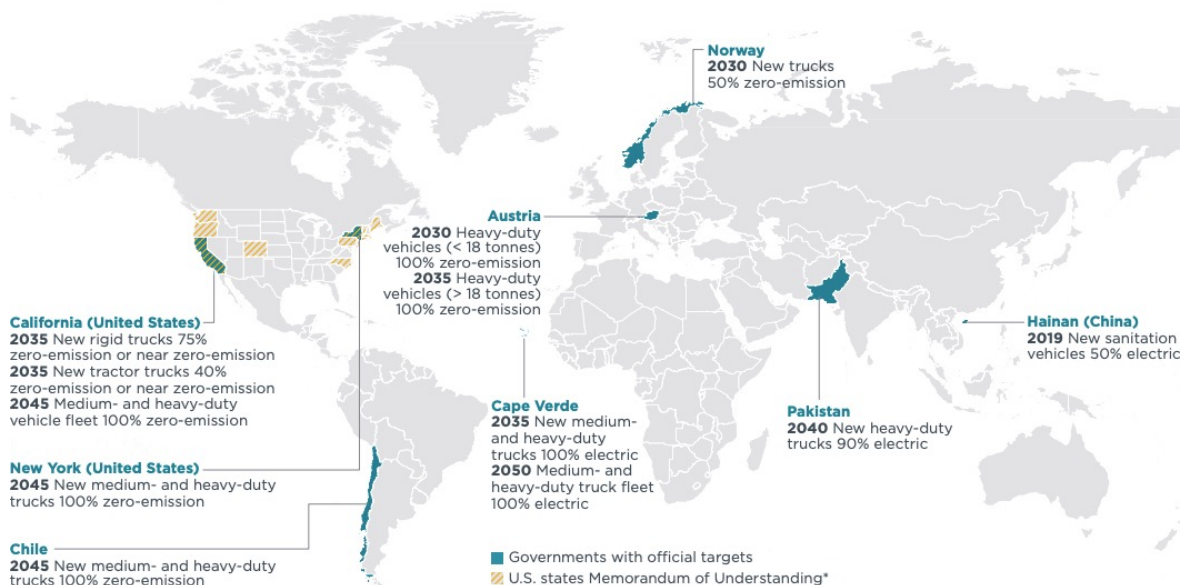 Norway
2030 New trucks
50% zero-emission
Austria
2030 Heavy-duty
vehicles (< 18 tonnes)
100% zero-emission
2035 Heavy-duty
vehicles (> 18 tonnes)
100% zero-emission
California (United States)
2035 New rigid trucks 75%
zero-emission or near zero-emission
2035 New tractor trucks 40%
zero-emission or near zero-emission
2045 Medium- and heavy-duty
vehicle fleet 100% zero-emission
Hainan (China)
2019 New sanitation
vehicles 50% electric
Cape Verde
2035 New medium-
and heavy-duty
trucks 100% electric
2050 Medium- and
heavy-duty truck fleet
100% electric
Pakistan
2040 New heavy-duty
trucks 90% electric
New York (United States)
2045 New medium- and heavy-duty
trucks 100% zero-emission
Chile
2045 New medium- and heavy-duty
trucks 100% zero-emission
Governments with official targets
U.S. states Memorandum of Understanding*